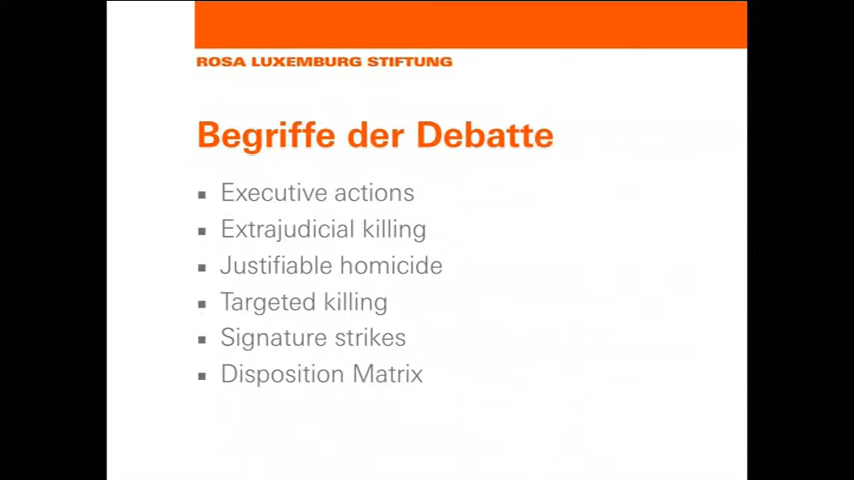 ROSA LUXEMBURG STIFTUNG
Begriffe der Debatte
Executive actions
Extrajudicial killing
Justifiable homicide
Targeted killing
Signature strikes
Disposition Matrix